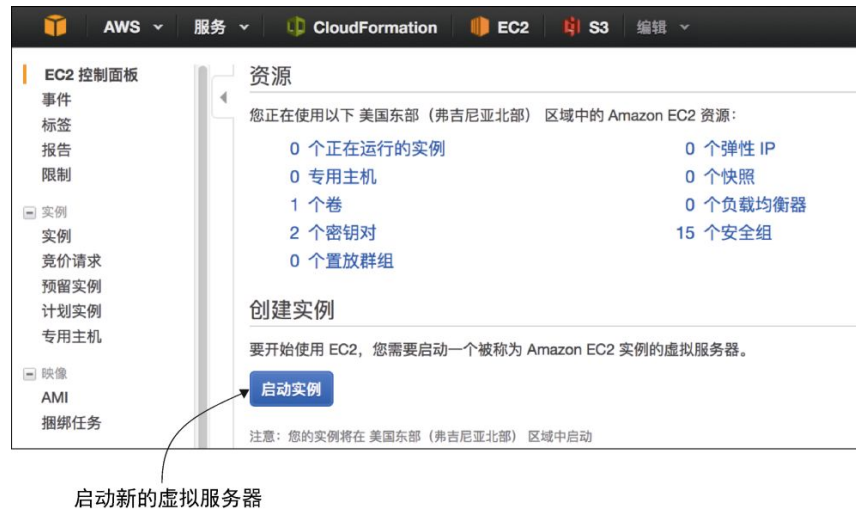 AWS 服务 CloudFormation EC2 S3 编辑
EC2 控制面板
事件
标签
报告
限制
实例
实例
竞价请求
预留实例
计划实例
专用主机
映像
AMI
捆绑任务
资源
您正在使用以下 美国东部（弗吉尼亚北部） 区域中的 Amazon EC2 资源：
0 个正在运行的实例 0 个弹性 IP
0 专用主机 0 个快照
1 个卷 0 个负载均衡器
2 个密钥对 15 个安全组
0 个置放群组
创建实例
要开始使用 EC2，您需要启动一个被称为 Amazon EC2 实例的虚拟服务器。
启动实例
注意：您的实例将在 美国东部（弗吉尼亚北部） 区域中启动
启动新的虚拟服务器